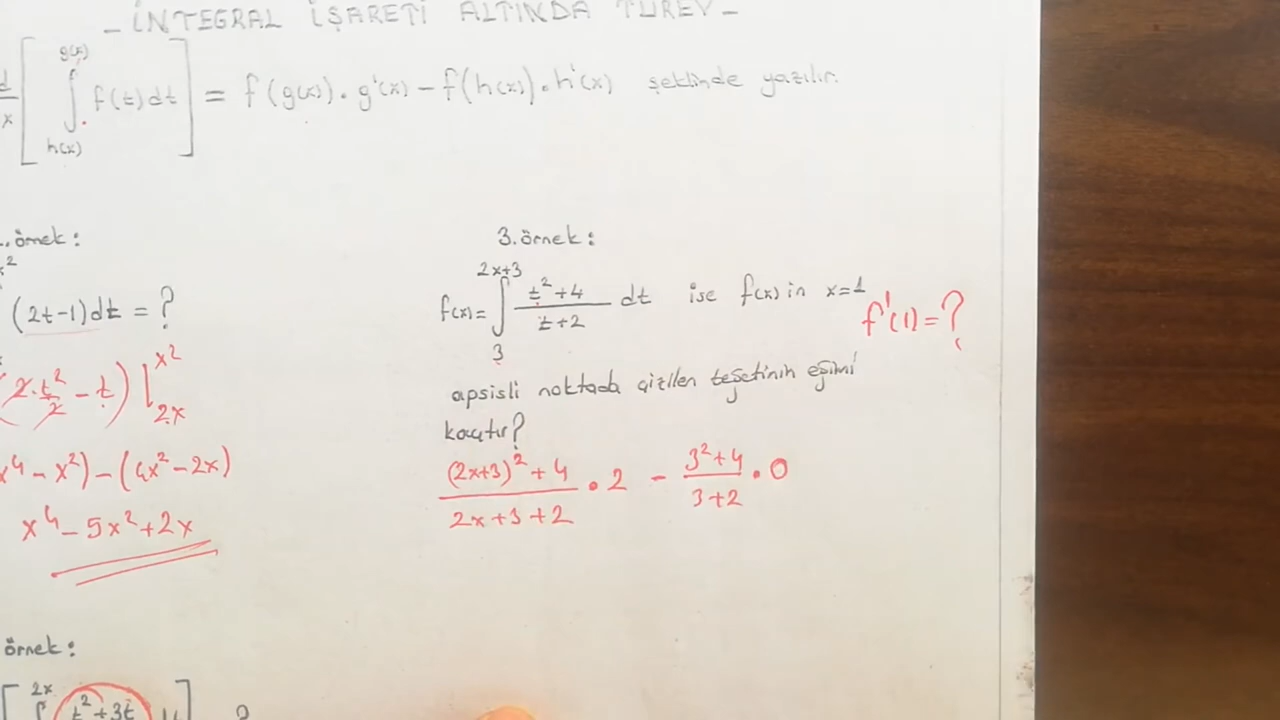 - İNTEGRAL İŞARETİ ALTINDA TÜREV -
d/x [ ∫_{h(x)}^{g(x)} f(t)dt ] = f(g(x)).g'(x) - f(h(x)).h'(x) şeklinde yazılır.
örnek:
x²
(2t-1)dt = ?
(2.t²/2 - t) |_{2x}^{x²}
x⁴ - x²) - (4x² - 2x)
x⁴ - 5x² + 2x
3.örnek:
f(x) = ∫_{3}^{2x+3} (t²+4)/(t+2) dt ise f(x) in x=1
f'(1) = ?
apsisli noktada çizilen teğetinin eğimi
kaçtır?
((2x+3)²+4)/(2x+3+2) . 2 - (3²+4)/(3+2) . 0
örnek:
[ ∫^{2x} t²+3t ] ?